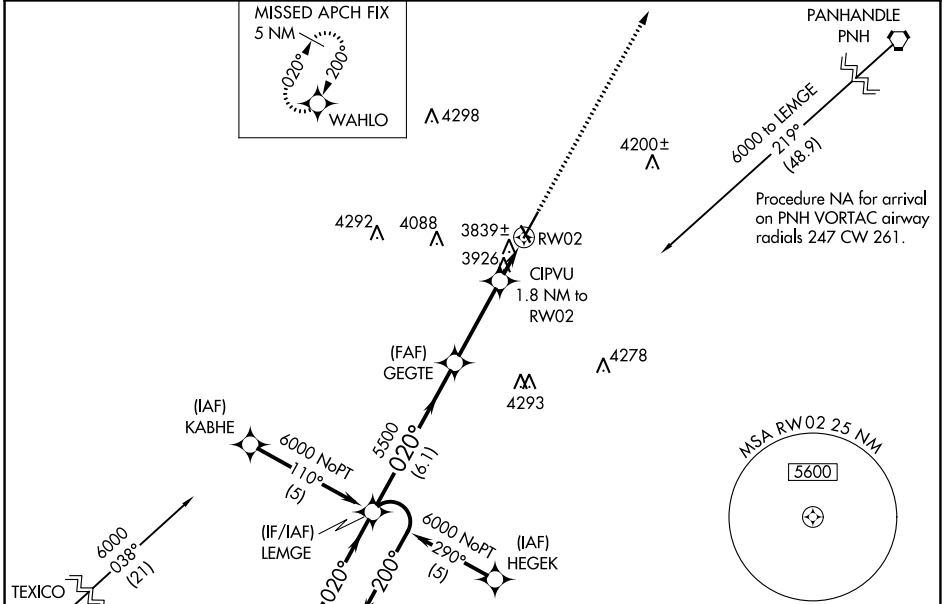 MISSED APCH FIX
5 NM
020°
200°
WAHLO
4298
PANHANDLE
PNH
6000 to LEMGE
219°
(48.9)
4200±
Procedure NA for arrival
on PNH VORTAC airway
radials 247 CW 261.
4292
4088
3839±
RW02
3926
CIPVU
1.8 NM to
RW02
(FAF)
GEGTE
4278
4293
(IAF)
KABHE
6000 NoPT
110°
(5)
5500
020°
(6.1)
MSA RW02 25 NM
5600
(IF/IAF)
LEMGE
6000 NoPT
290°
(5)
(IAF)
HEGEK
6000
038°
(21)
TEXICO
020°
200°